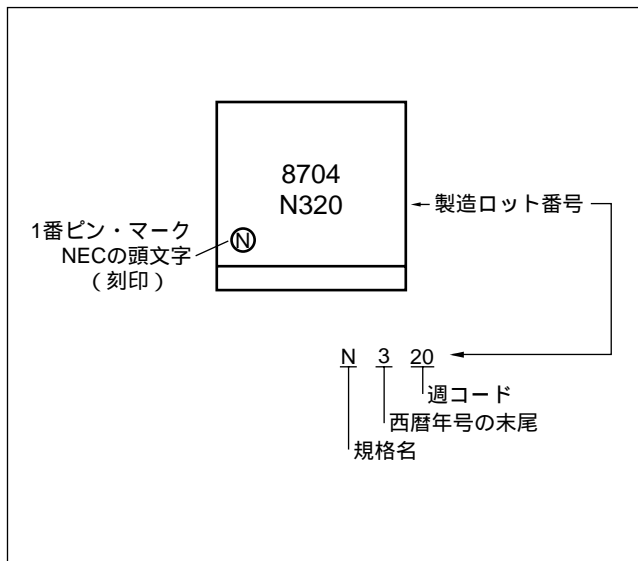 8704
N320
製造ロット番号
1番ピン・マーク
NECの頭文字
(刻印)
N
N 3 20
週コード
西暦年号の末尾
規格名